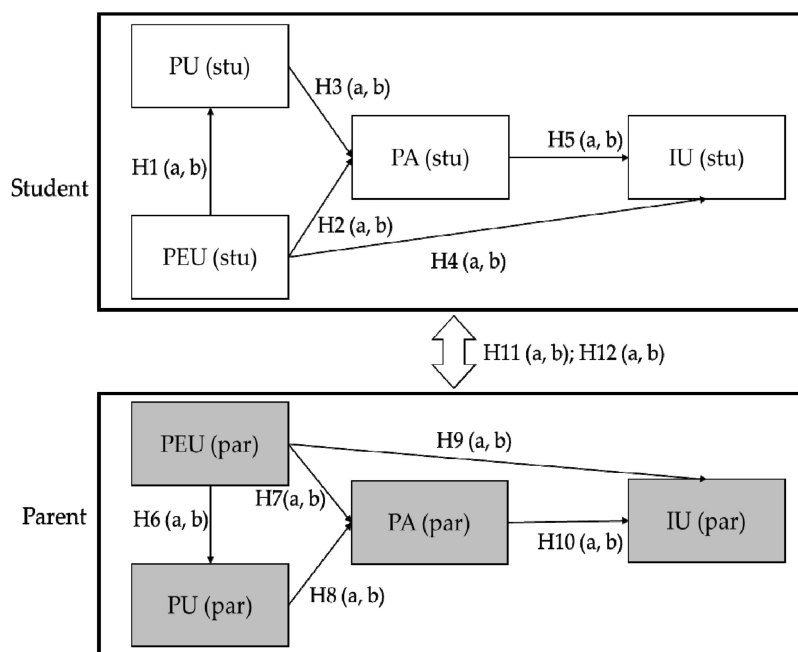 PU (stu)
H3 (a, b)
PA (stu)
H5 (a, b)
IU (stu)
H1 (a, b)
Student
H2 (a, b)
PEU (stu)
H4 (a, b)
H11 (a, b); H12 (a, b)
PEU (par)
H9 (a, b)
H7(a, b)
H6 (a, b)
Parent
PA (par)
IU (par)
H10 (a, b)
PU (par)
H8 (a, b)